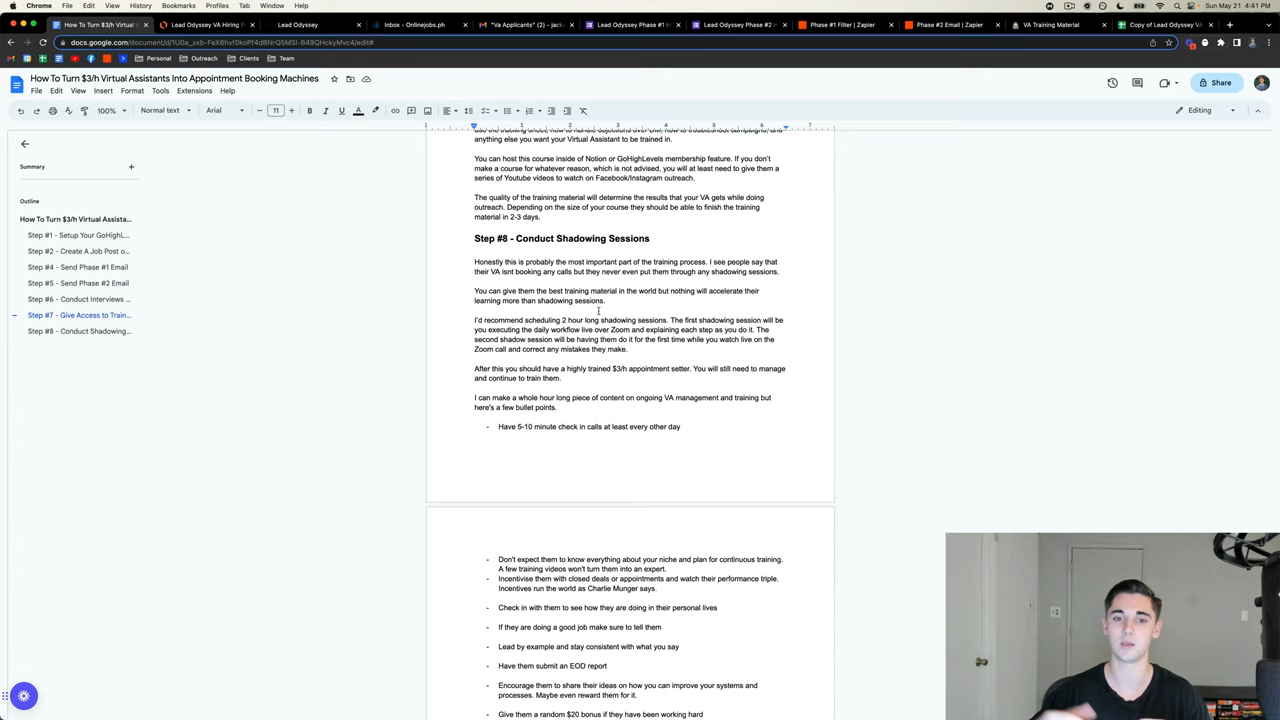 Chrome File Edit View History Bookmarks Profiles Tab Window Help
Sun May 21 4:41 PM
How To Turn $3/h Virtual Assi
Lead Odyssey VA Hiring
Lead Odyssey
Inbox - Onlinejobs.ph
"Va Applicants" (2) - jack
Lead Odyssey Phase #1
Lead Odyssey Phase #2
Phase #1 Filter | Zapier
Phase #2 Email | Zapier
VA Training Material
Copy of Lead Odyssey VA
docs.google.com/document/d/
Personal Outreach Clients Team
How To Turn $3/h Virtual Assistants Into Appointment Booking Machines
File Edit View Insert Format Tools Extensions Help
Share
100% Normal text Arial 11 Editing
1 1 2 3 4 5 6 7
Summary
Outline
How To Turn $3/h Virtual Assista...
Step #1 - Setup Your GoHighL...
Step #2 - Create A Job Post o...
Step #4 - Send Phase #1 Email
Step #5 - Send Phase #2 Email
Step #6 - Conduct Interviews ...
Step #7 - Give Access to Train...
Step #8 - Conduct Shadowing...
anything else you want your Virtual Assistant to be trained in.
You can host this course inside of Notion or GoHighLevels membership feature. If you don't
make a course for whatever reason, which is not advised, you will at least need to give them a
series of Youtube videos to watch on Facebook/Instagram outreach.
The quality of the training material will determine the results that your VA gets while doing
outreach. Depending on the size of your course they should be able to finish the training
material in 2-3 days.
Step #8 - Conduct Shadowing Sessions
Honestly this is probably the most important part of the training process. I see people say that
their VA isnt booking any calls but they never even put them through any shadowing sessions.
You can give them the best training material in the world but nothing will accelerate their
learning more than shadowing sessions.
I'd recommend scheduling 2 hour long shadowing sessions. The first shadowing session will be
you executing the daily workflow live over Zoom and explaining each step as you do it. The
second shadow session will be having them do it for the first time while you watch live on the
Zoom call and correct any mistakes they make.
After this you should have a highly trained $3/h appointment setter. You will still need to manage
and continue to train them.
I can make a whole hour long piece of content on ongoing VA management and training but
here's a few bullet points.
- Have 5-10 minute check in calls at least every other day
- Don't expect them to know everything about your niche and plan for continuous training.
A few training videos won't turn them into an expert.
- Incentivise them with closed deals or appointments and watch their performance triple.
Incentives run the world as Charlie Munger says.
- Check in with them to see how they are doing in their personal lives
- If they are doing a good job make sure to tell them
- Lead by example and stay consistent with what you say
- Have them submit an EOD report
- Encourage them to share their ideas on how you can improve your systems and
processes. Maybe even reward them for it.
- Give them a random $20 bonus if they have been working hard